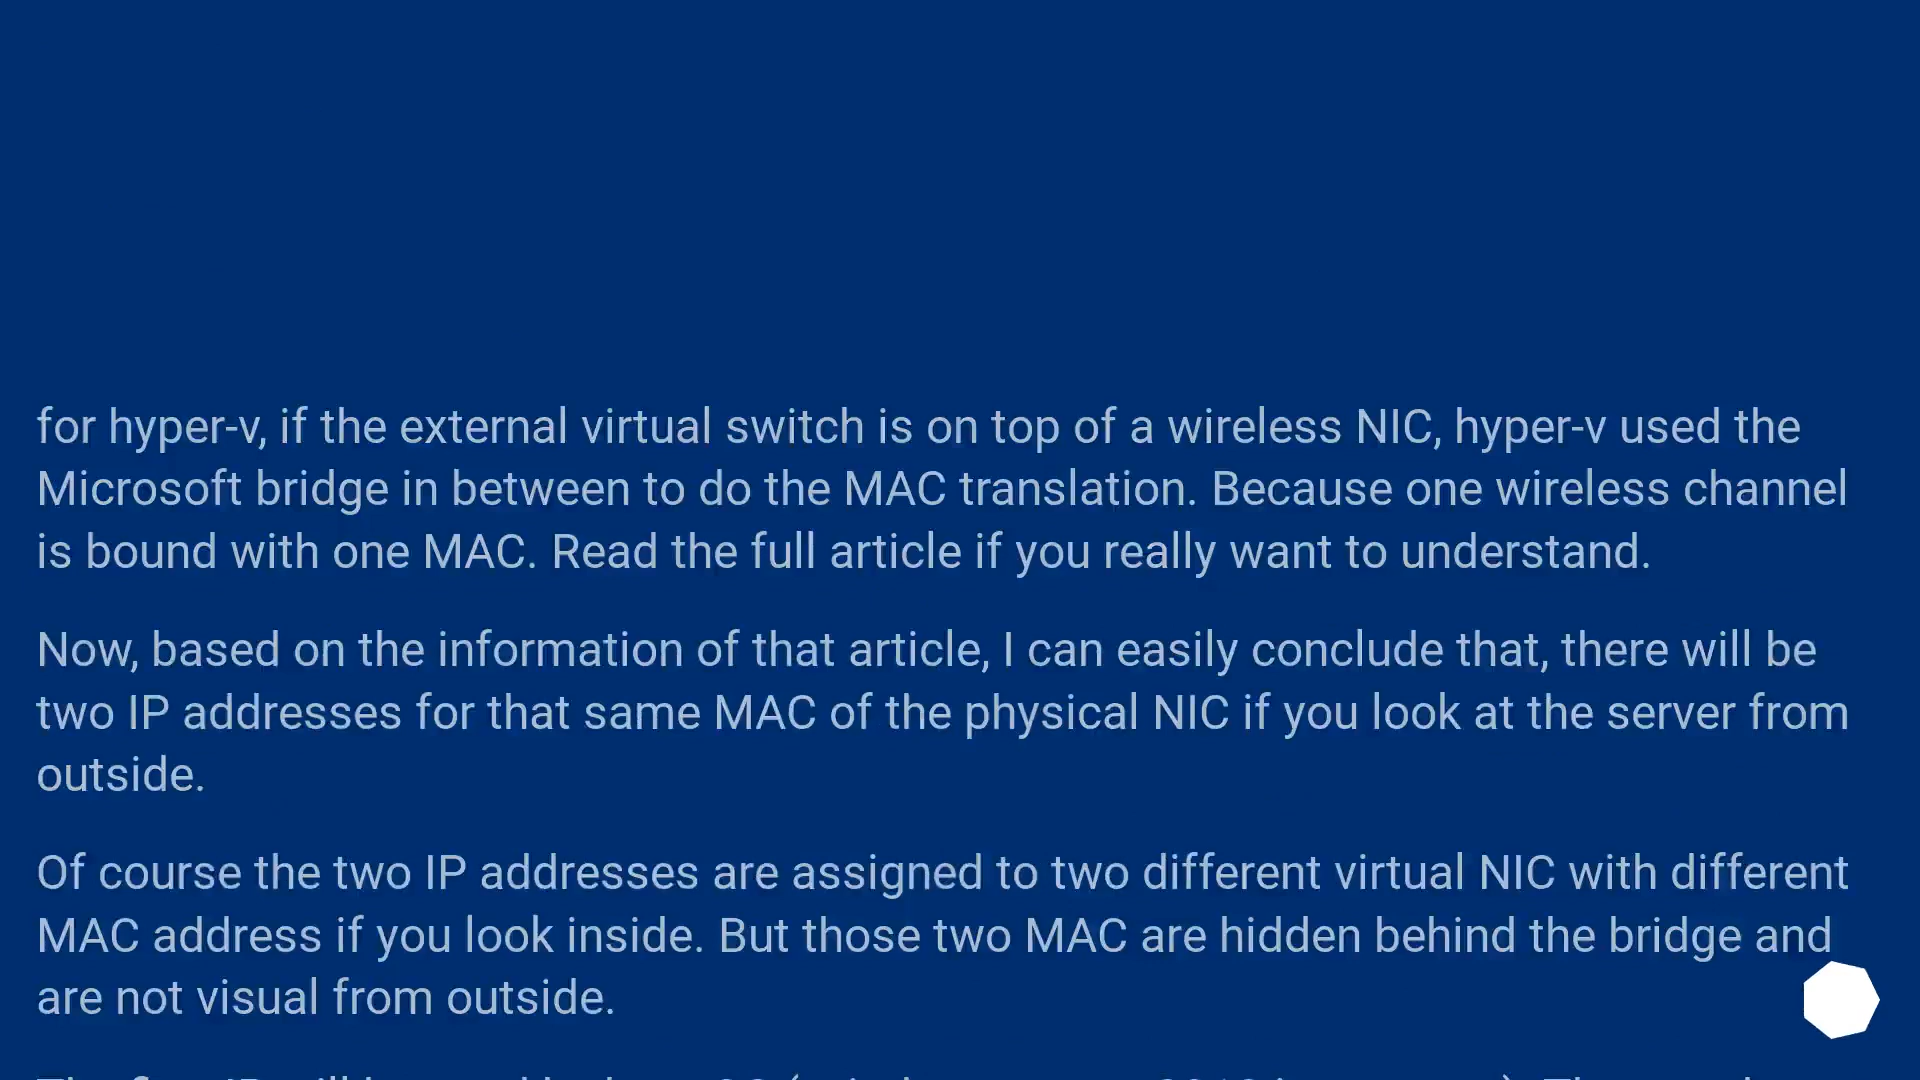 for hyper-v, if the external virtual switch is on top of a wireless NIC, hyper-v used the
Microsoft bridge in between to do the MAC translation. Because one wireless channel
is bound with one MAC. Read the full article if you really want to understand.
Now, based on the information of that article, I can easily conclude that, there will be
two IP addresses for that same MAC of the physical NIC if you look at the server from
outside.
Of course the two IP addresses are assigned to two different virtual NIC with different
MAC address if you look inside. But those two MAC are hidden behind the bridge and
are not visual from outside.